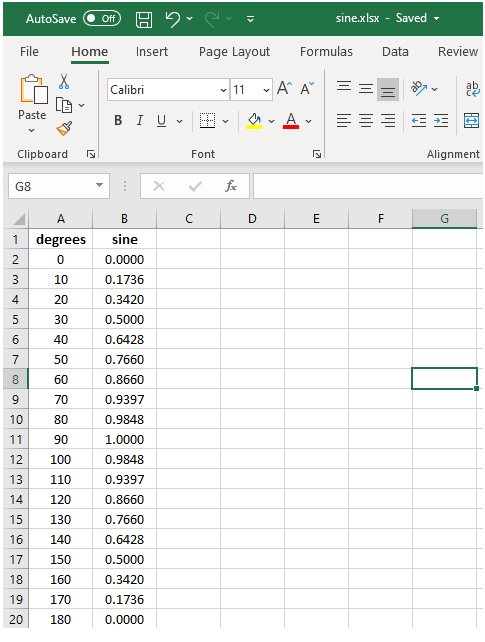 AutoSave Off sine.xlsx - Saved
File Home Insert Page Layout Formulas Data Review
Paste Calibri 11 A A ab c
B I U A
Clipboard Font Alignment
G8 fx
A B C D E F G
1 degrees sine
2 0 0.0000
3 10 0.1736
4 20 0.3420
5 30 0.5000
6 40 0.6428
7 50 0.7660
8 60 0.8660
9 70 0.9397
10 80 0.9848
11 90 1.0000
12 100 0.9848
13 110 0.9397
14 120 0.8660
15 130 0.7660
16 140 0.6428
17 150 0.5000
18 160 0.3420
19 170 0.1736
20 180 0.0000